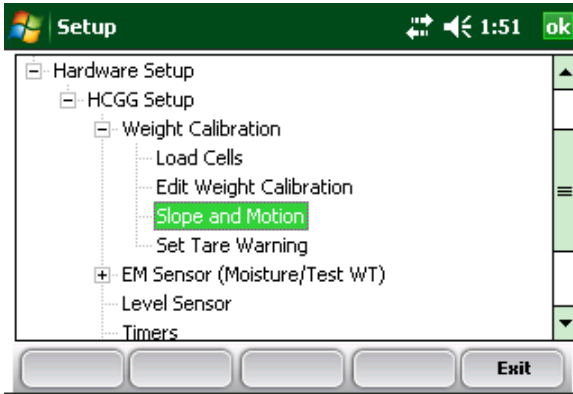 Setup 1:51 ok
Hardware Setup
HCGG Setup
Weight Calibration
Load Cells
Edit Weight Calibration
Slope and Motion
Set Tare Warning
EM Sensor (Moisture/Test WT)
Level Sensor
Timers
Exit